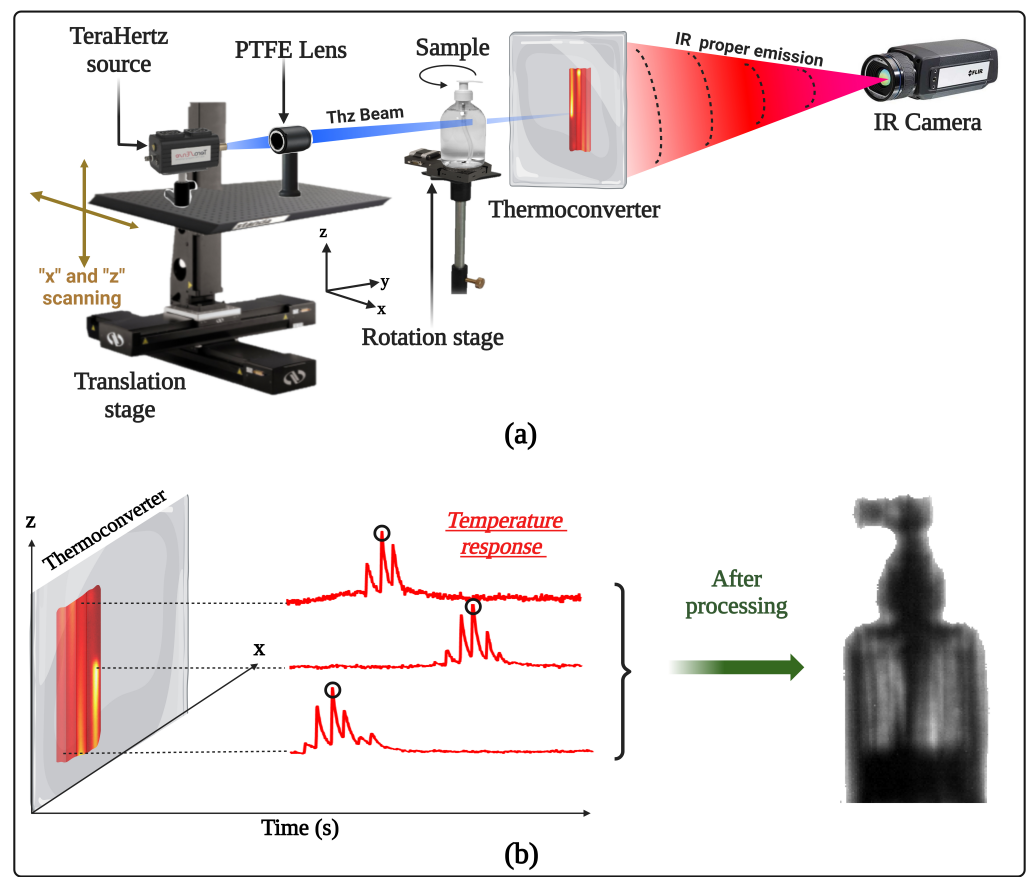 TeraHertz
source
PTFE Lens
Sample
IR proper emission
Thz Beam
FLIR
IR Camera
Thermoconverter
"x" and "z"
scanning
z
y
x
Rotation stage
Translation
stage
(a)
Thermoconverter
z
Temperature
response
After
processing
x
Time (s)
(b)